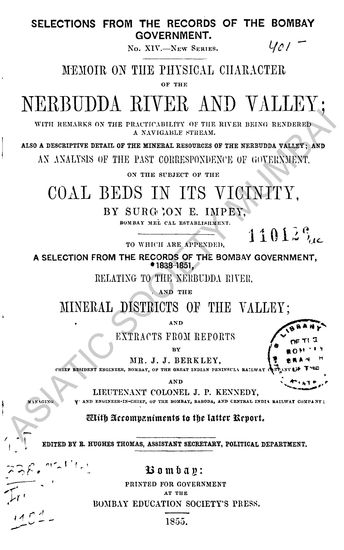 SELECTIONS FROM THE RECORDS OF THE BOMBAY
GOVERNMENT.
No. XIV.—New Series.
401-
MEMOIR ON THE PHYSICAL CHARACTER
OF THE
NERBUDDA RIVER AND VALLEY;
WITH REMARKS ON THE PRACTICABILITY OF THE RIVER BEING RENDERED
A NAVIGABLE STREAM.
ALSO A DESCRIPTIVE DETAIL OF THE MINERAL RESOURCES OF THE NERBUDDA VALLEY; AND
AN ANALYSIS OF THE PAST CORRESPONDENCE OF GOVERNMENT,
ON THE SUBJECT OF THE
COAL BEDS IN ITS VICINITY,
BY SURGEON E. IMPEY,
BOMBAY MEDICAL ESTABLISHMENT.
TO WHICH ARE APPENDED,
A SELECTION FROM THE RECORDS OF THE BOMBAY GOVERNMENT,
1838-1851,
RELATING TO THE NERBUDDA RIVER,
AND THE
MINERAL DISTRICTS OF THE VALLEY;
AND
EXTRACTS FROM REPORTS
BY
MR. J. J. BERKLEY,
CHIEF RESIDENT ENGINEER, BOMBAY, OF THE GREAT INDIAN PENINSULA RAILWAY COMPANY
AND
LIEUTENANT COLONEL J. P. KENNEDY,
MANAGING AND ENGINEER-IN-CHIEF, OF THE BOMBAY, BARODA, AND CENTRAL INDIA RAILWAY COMPANY;
With Accompaniments to the latter Report.
EDITED BY R. HUGHES THOMAS, ASSISTANT SECRETARY, POLITICAL DEPARTMENT.
Bombay:
PRINTED FOR GOVERNMENT
AT THE
BOMBAY EDUCATION SOCIETY'S PRESS.
1855.
LIBRARY
ASIATIC SOCIETY MUMBAI